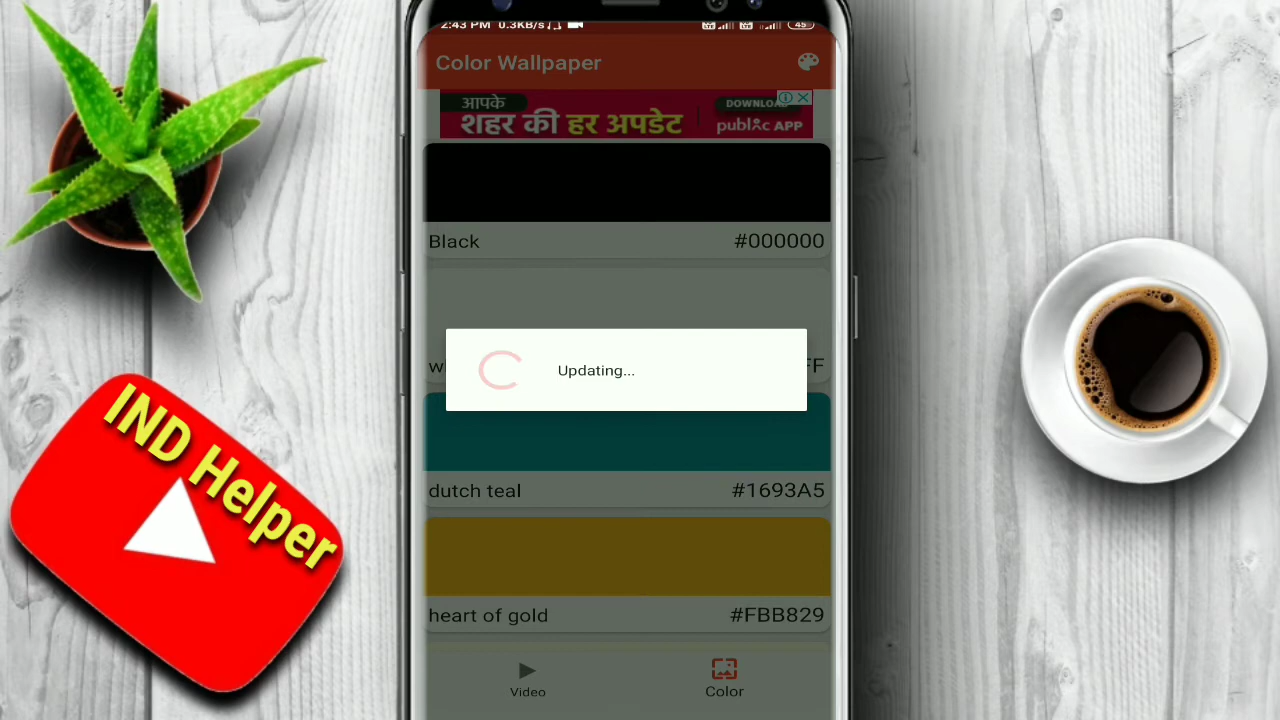 2:43 PM 0.3KB/s
45
Color Wallpaper
आपके
शहर की हर अपडेट
DOWNLOAD
public APP
Black #000000
dutch teal #1693A5
heart of gold #FBB829
Updating...
Video
Color
IND Helper